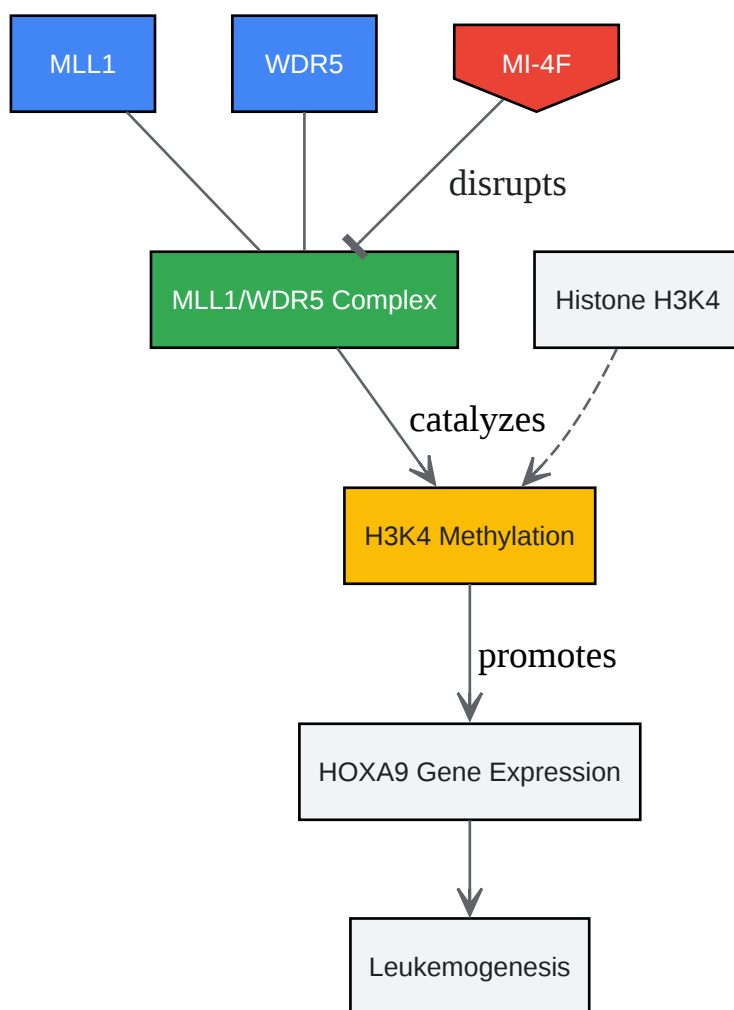 MLL1
WDR5
MI-4F
disrupts
MLL1/WDR5 Complex
Histone H3K4
catalyzes
H3K4 Methylation
promotes
HOXA9 Gene Expression
Leukemogenesis